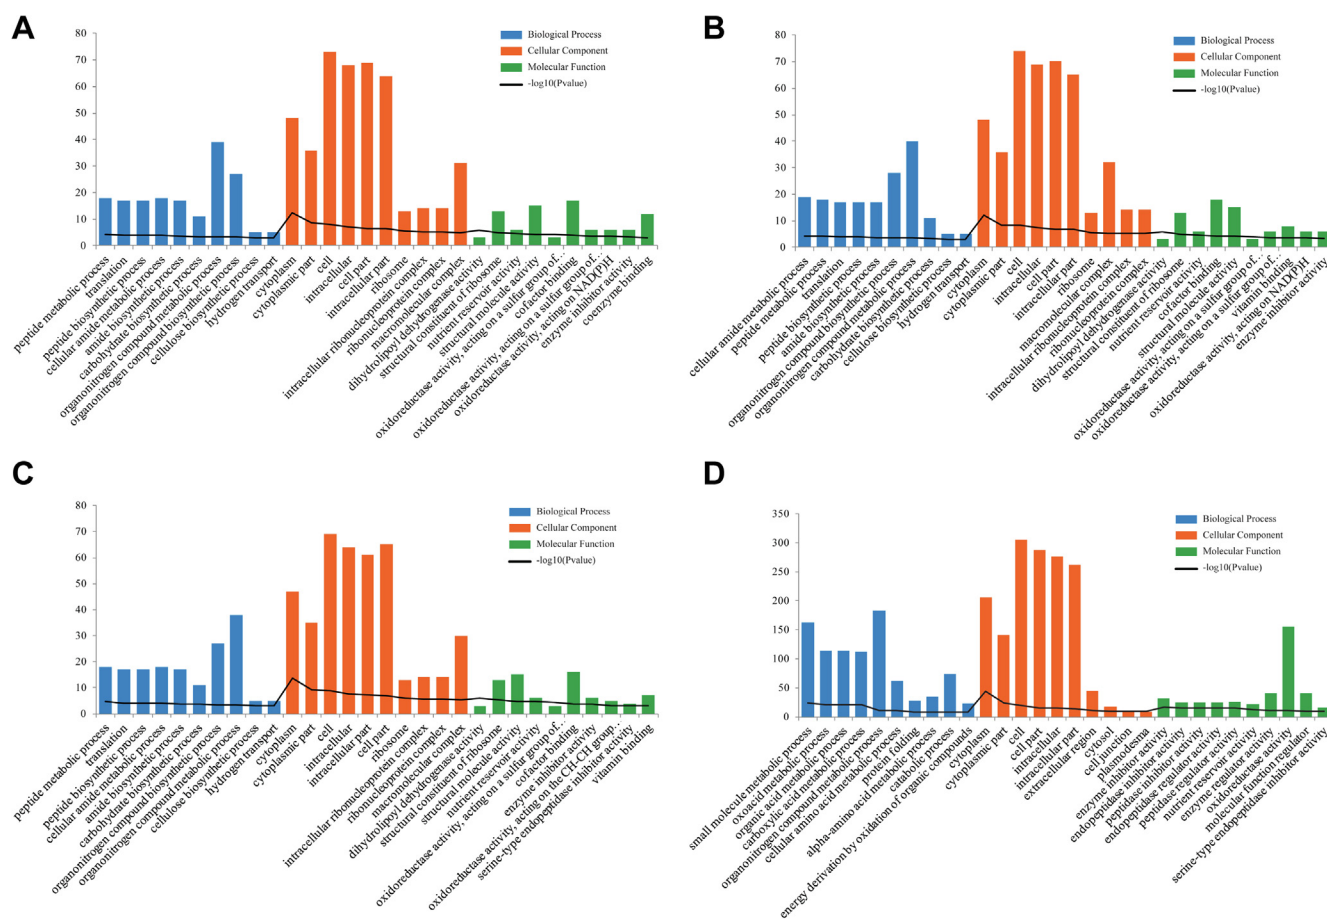 A
80
70
60
50
40
30
20
10
0
Biological Process
Cellular Component
Molecular Function
-log10(Pvalue)
peptide metabolic process
translation
peptide biosynthetic process
cellular amide metabolic process
amide biosynthetic process
carbohydrate biosynthetic process
organonitrogen compound metabolic process
organonitrogen compound biosynthetic process
cellulose biosynthetic process
hydrogen transport
cytoplasm
cytoplasmic part
cell
intracellular
cell part
intracellular part
ribosome
intracellular ribonucleoprotein complex
ribonucleoprotein complex
macromolecular complex
dihydrolipoyl dehydrogenase activity
structural constituent of ribosome
nutrient reservoir activity
structural molecule activity
oxidoreductase activity, acting on a sulfur group of…
cofactor binding
oxidoreductase activity, acting on a sulfur group of…
oxidoreductase activity, acting on NAD(P)H
enzyme inhibitor activity
coenzyme binding
B
80
70
60
50
40
30
20
10
0
Biological Process
Cellular Component
Molecular Function
-log10(Pvalue)
cellular amide metabolic process
peptide metabolic process
translation
peptide biosynthetic process
amide biosynthetic process
organonitrogen compound biosynthetic process
organonitrogen compound metabolic process
carbohydrate biosynthetic process
cellulose biosynthetic process
hydrogen transport
cytoplasm
cytoplasmic part
cell
intracellular
cell part
intracellular part
ribosome
macromolecular complex
intracellular ribonucleoprotein complex
ribonucleoprotein complex
dihydrolipoyl dehydrogenase activity
structural constituent of ribosome
nutrient reservoir activity
cofactor binding
structural molecule activity
oxidoreductase activity, acting on a sulfur group of…
oxidoreductase activity, acting on a sulfur group of…
vitamin binding
oxidoreductase activity, acting on NAD(P)H
enzyme inhibitor activity
C
80
70
60
50
40
30
20
10
0
Biological Process
Cellular Component
Molecular Function
-log10(Pvalue)
peptide metabolic process
translation
peptide biosynthetic process
cellular amide metabolic process
amide biosynthetic process
carbohydrate biosynthetic process
organonitrogen compound biosynthetic process
organonitrogen compound metabolic process
cellulose biosynthetic process
hydrogen transport
cytoplasm
cytoplasmic part
cell
intracellular
intracellular part
cell part
ribosome
intracellular ribonucleoprotein complex
ribonucleoprotein complex
macromolecular complex
dihydrolipoyl dehydrogenase activity
structural constituent of ribosome
structural molecule activity
nutrient reservoir activity
oxidoreductase activity, acting on a sulfur group of…
cofactor binding
enzyme inhibitor activity
oxidoreductase activity, acting on the CH-CH group…
serine-type endopeptidase inhibitor activity
vitamin binding
D
350
300
250
200
150
100
50
0
Biological Process
Cellular Component
Molecular Function
-log10(Pvalue)
small molecule metabolic process
oxoacid metabolic process
organic acid metabolic process
carboxylic acid metabolic process
organonitrogen compound metabolic process
cellular amino acid metabolic process
protein folding
alpha-amino acid metabolic process
catabolic process
energy derivation by oxidation of organic compounds
cytoplasm
cytoplasmic part
cell
cell part
intracellular
intracellular part
extracellular region
cytosol
cell junction
plasmodesma
enzyme inhibitor activity
endopeptidase inhibitor activity
peptidase inhibitor activity
endopeptidase regulator activity
peptidase regulator activity
nutrient reservoir activity
enzyme regulator activity
oxidoreductase activity
molecular function regulator
serine-type endopeptidase inhibitor activity